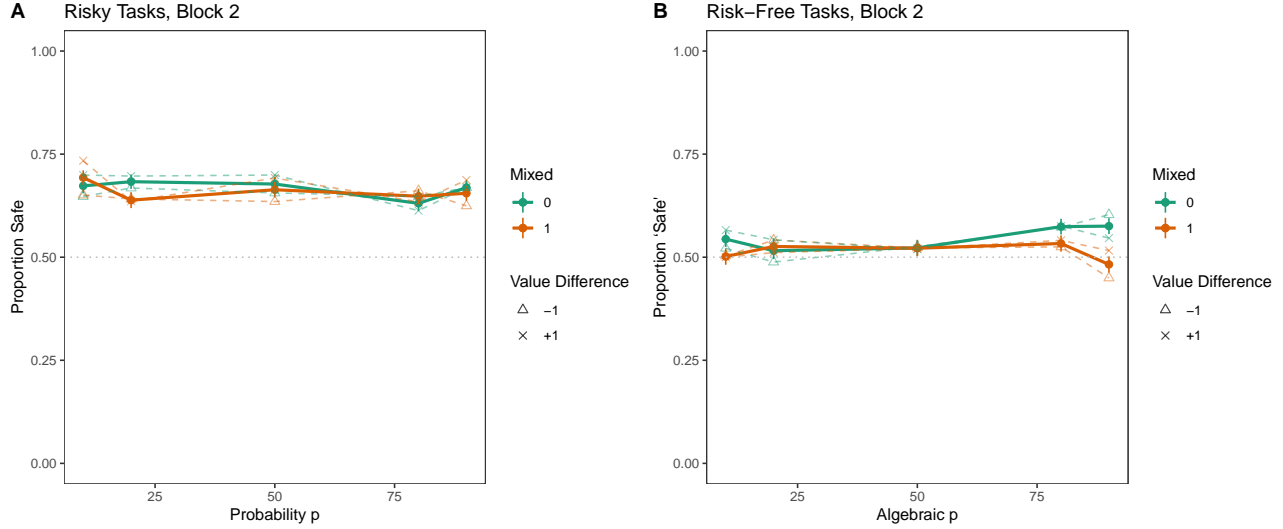 A
Risky Tasks, Block 2
Proportion Safe
1.00
0.75
0.50
0.25
0.00
25
50
75
Probability p
Mixed
0
1
Value Difference
−1
+1
B
Risk−Free Tasks, Block 2
Proportion 'Safe'
1.00
0.75
0.50
0.25
0.00
25
50
75
Algebraic p
Mixed
0
1
Value Difference
−1
+1